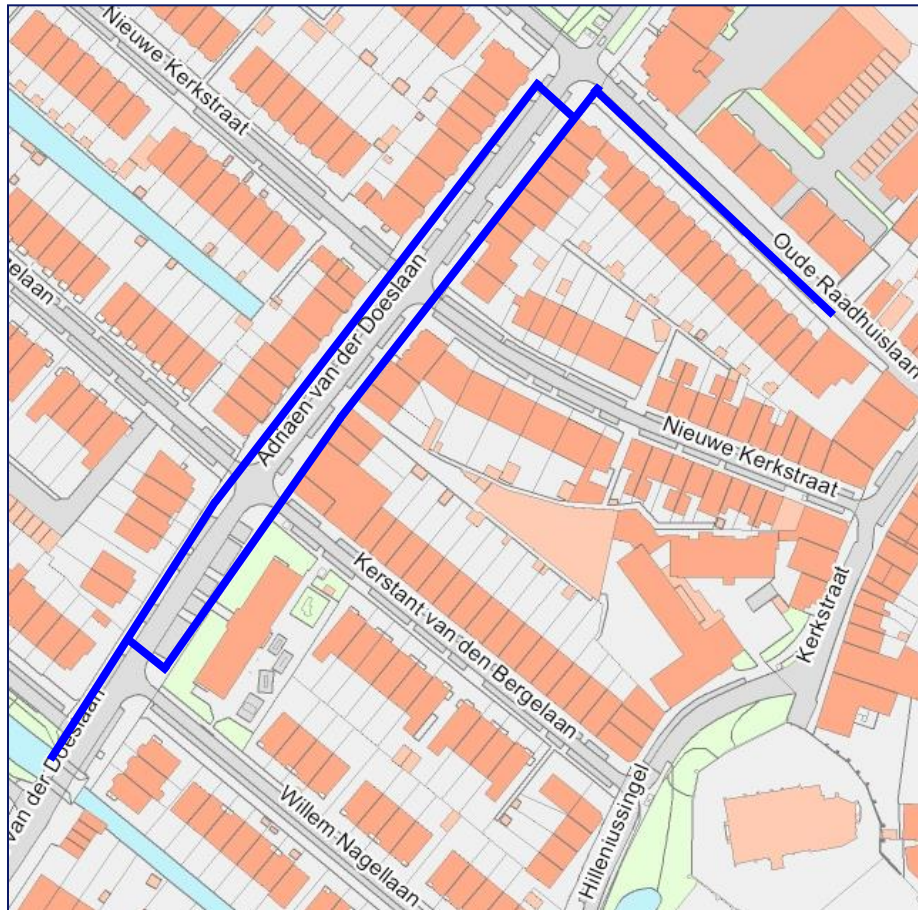 Nieuwe Kerkstraat
Oude Raadhuislaan
Adriaen van der Doeslaan
elaan
Nieuwe Kerkstraat
Kerstant van den Bergelaan
Kerkstraat
van der Doeslaan
Willem Nagellaan
Hilleniussingel